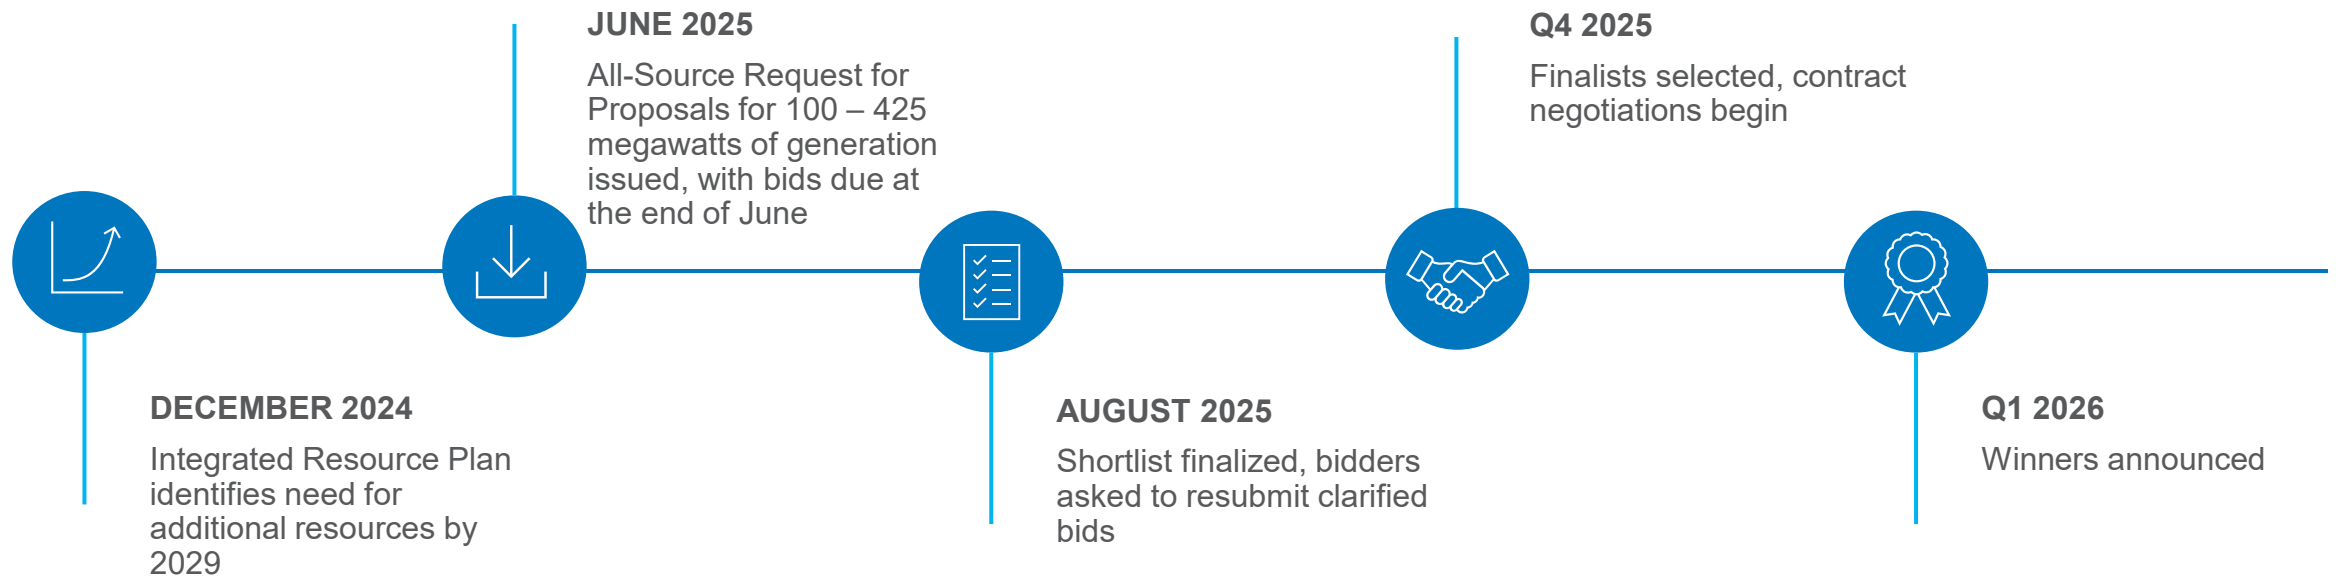 DECEMBER 2024
Integrated Resource Plan
identifies need for
additional resources by
2029
JUNE 2025
All-Source Request for
Proposals for 100 – 425
megawatts of generation
issued, with bids due at
the end of June
AUGUST 2025
Shortlist finalized, bidders
asked to resubmit clarified
bids
Q4 2025
Finalists selected, contract
negotiations begin
Q1 2026
Winners announced